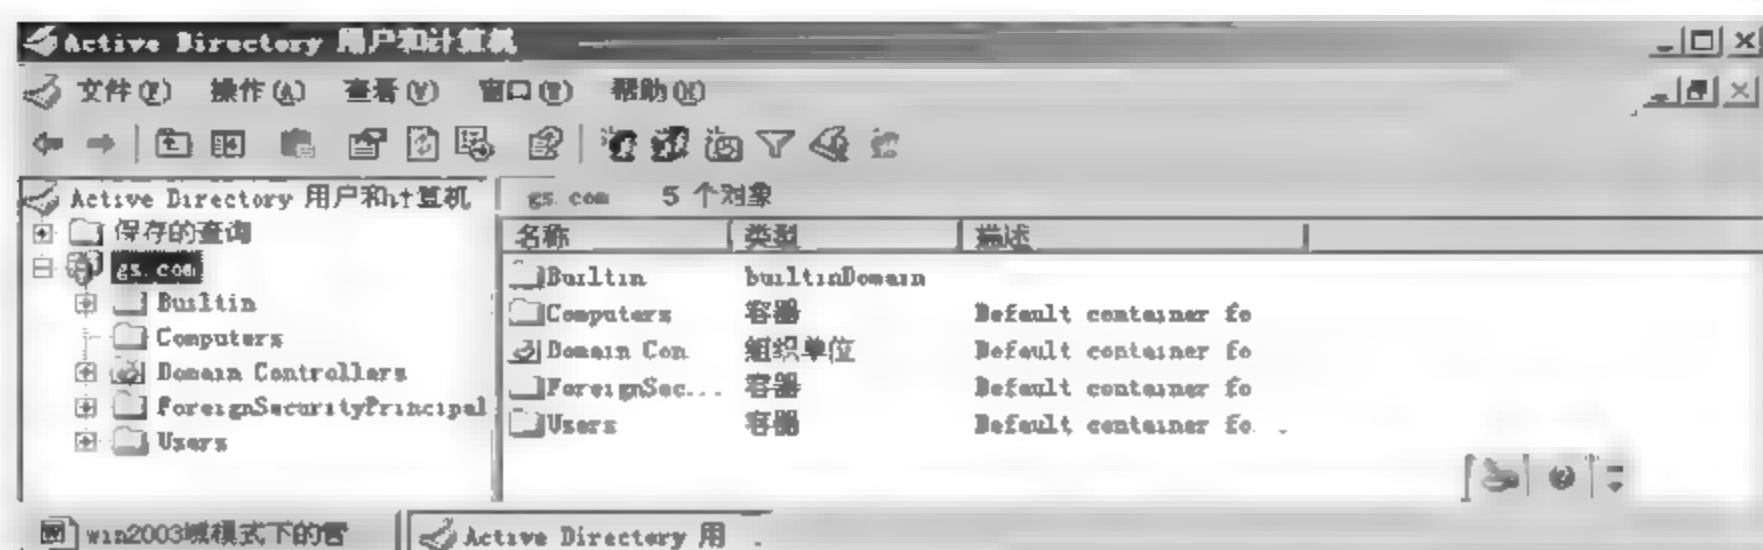 Active Directory 用户和计算机
文件(F) 操作(A) 查看(V) 窗口(W) 帮助(H)
Active Directory 用户和计算机
gs.com 5 个对象
保存的查询
名称 类型 描述
gs.com
Builtin
Computers
Domain Controllers
ForeignSecurityPrincipal
Users
Builtin builtinDomain
Computers 容器 Default container fo
Domain Con 组织单位 Default container fo
ForeignSec... 容器 Default container fo
Users 容器 Default container fo. .
win2003域模式下的管
Active Directory 用 .